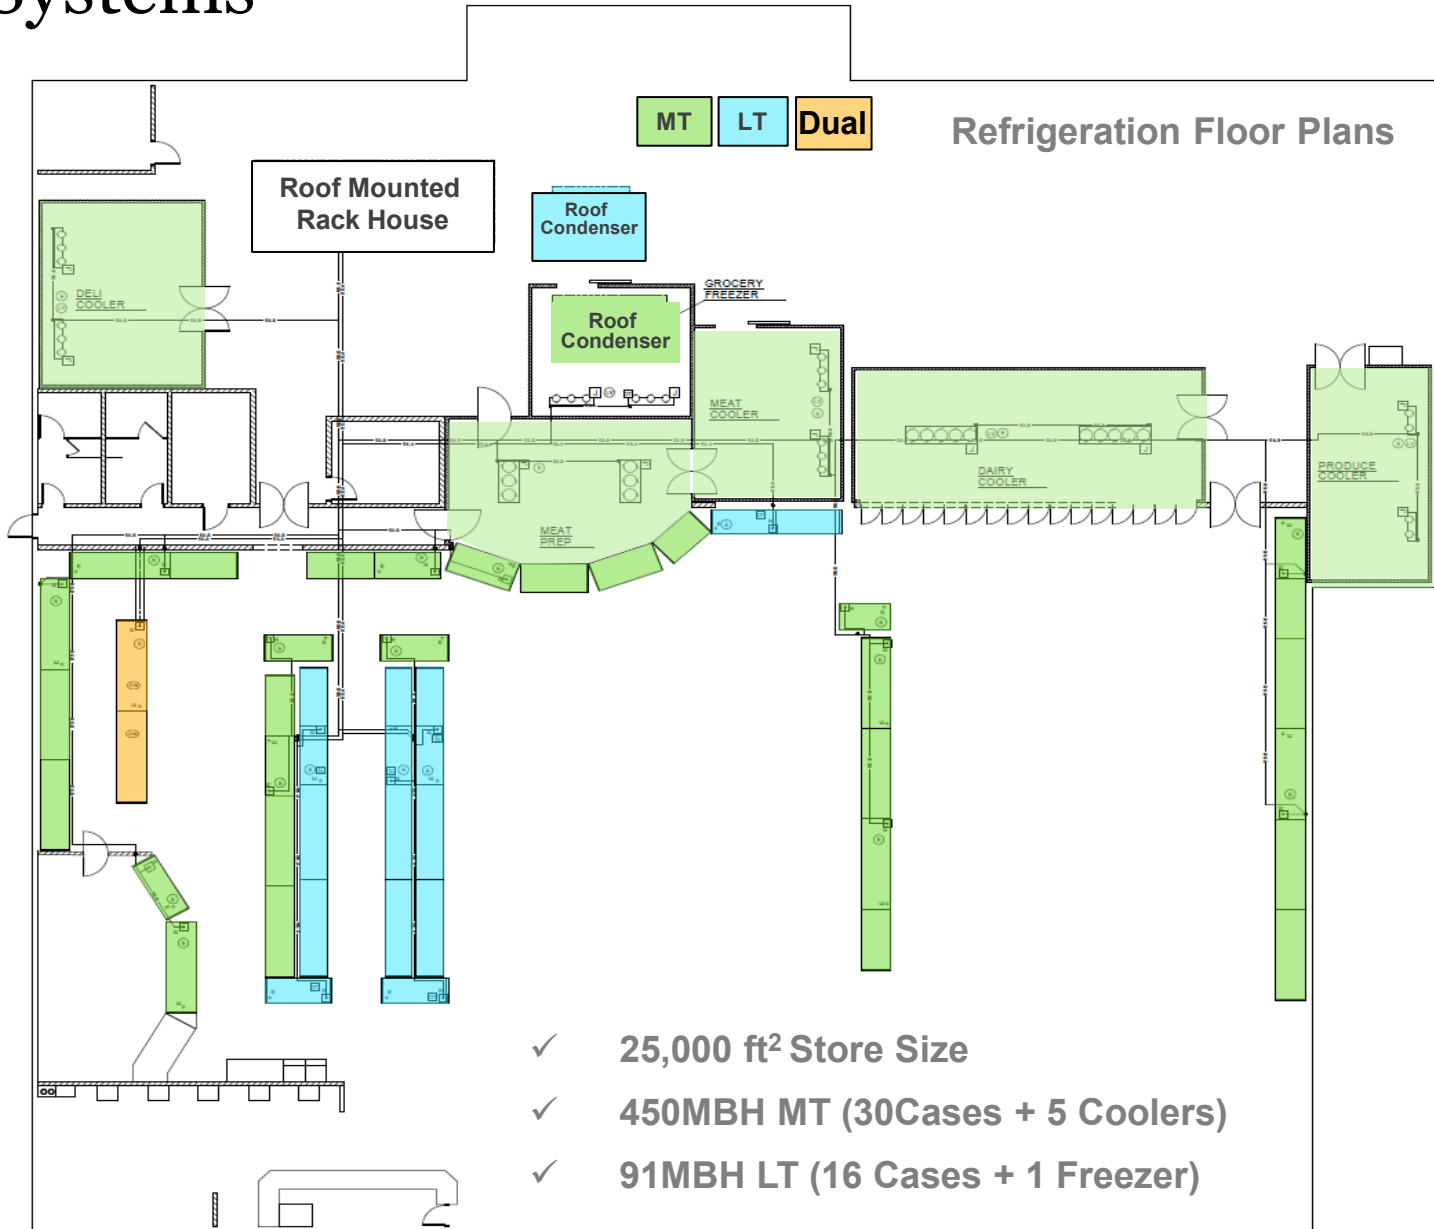 Systems
MT
LT
Dual
Refrigeration Floor Plans
Roof Mounted
Rack House
Roof
Condenser
GROCERY
FREEZER
DELI
COOLER
Roof
Condenser
MEAT
COOLER
DAIRY
COOLER
PRODUCE
COOLER
MEAT
PREP
✓ 25,000 ft² Store Size
✓ 450MBH MT (30Cases + 5 Coolers)
✓ 91MBH LT (16 Cases + 1 Freezer)